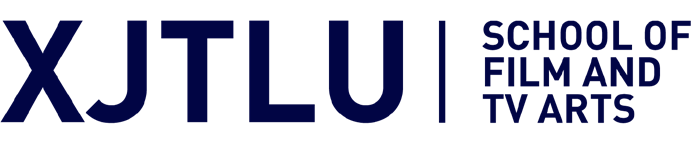 XJTLU
SCHOOL OF
FILM AND
TV ARTS